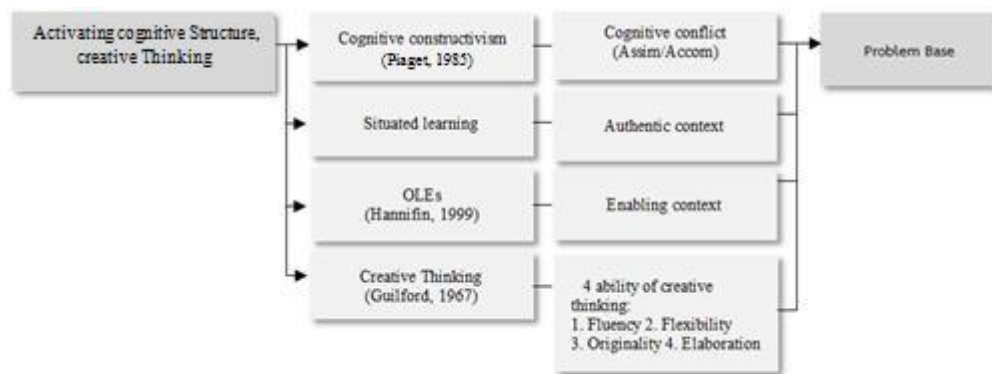 Activating cognitive Structure,
creative Thinking
Cognitive constructivism
(Piaget, 1985)
Cognitive conflict
(Assim/Accom)
Problem Base
Situated learning
Authentic context
OLEs
(Hannifin, 1999)
Enabling context
Creative Thinking
(Guilford, 1967)
4 ability of creative
thinking:
1. Fluency 2. Flexibility
3. Originality 4. Elaboration